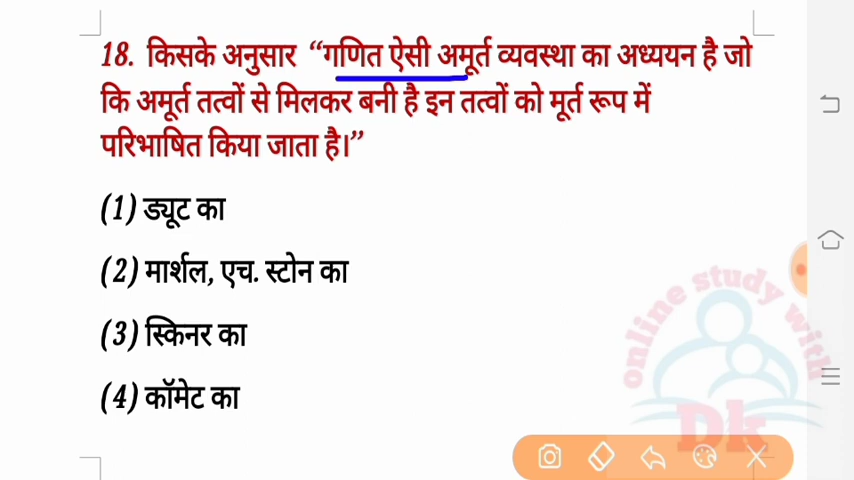 18. किसके अनुसार “गणित ऐसी अमूर्त व्यवस्था का अध्ययन है जो
कि अमूर्त तत्वों से मिलकर बनी है इन तत्वों को मूर्त रूप में
परिभाषित किया जाता है।”
(1) ड्यूट का
(2) मार्शल, एच. स्टोन का
(3) स्किनर का
(4) कॉमेट का
online study with
Dk